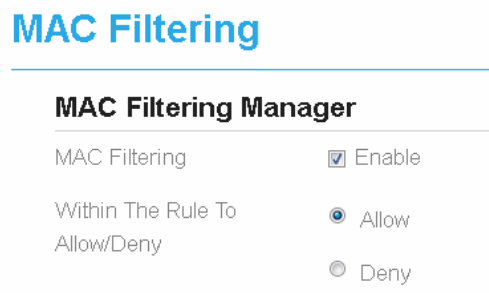 MAC Filtering
MAC Filtering Manager
MAC Filtering Enable
Within The Rule To
Allow/Deny
Allow
Deny